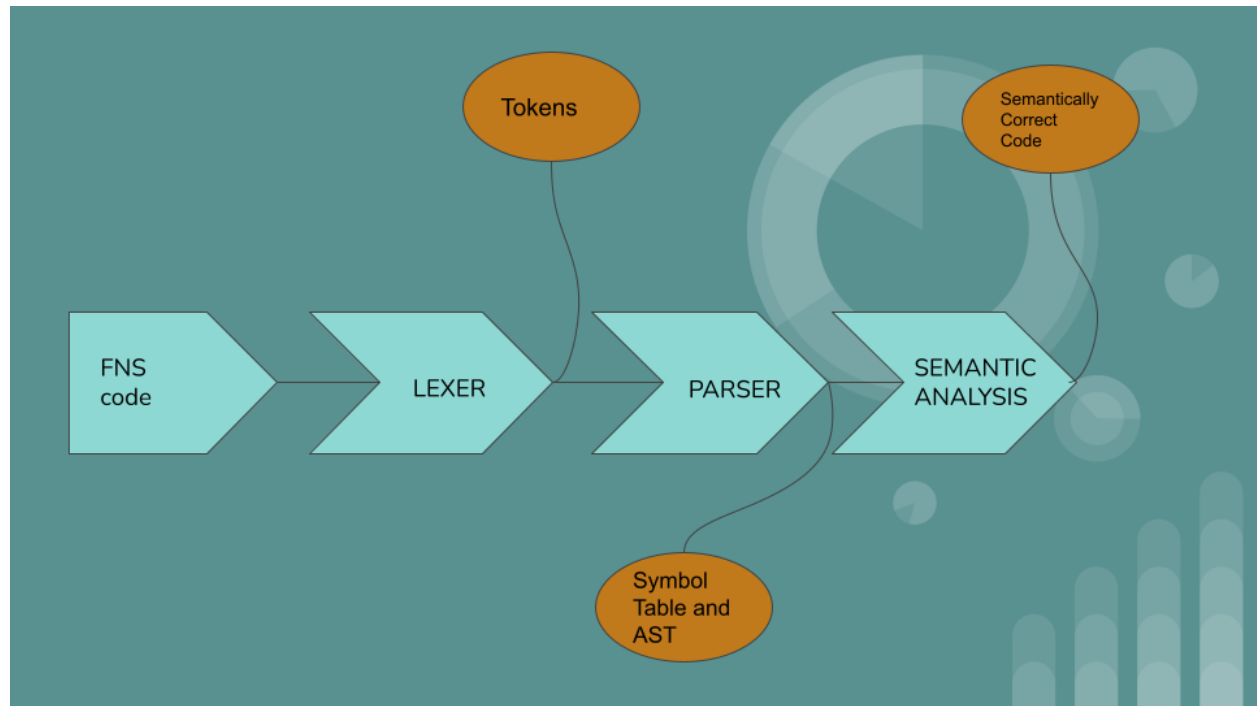 Tokens
Semantically
Correct
Code
FNS
code
LEXER
PARSER
SEMANTIC
ANALYSIS
Symbol
Table and
AST